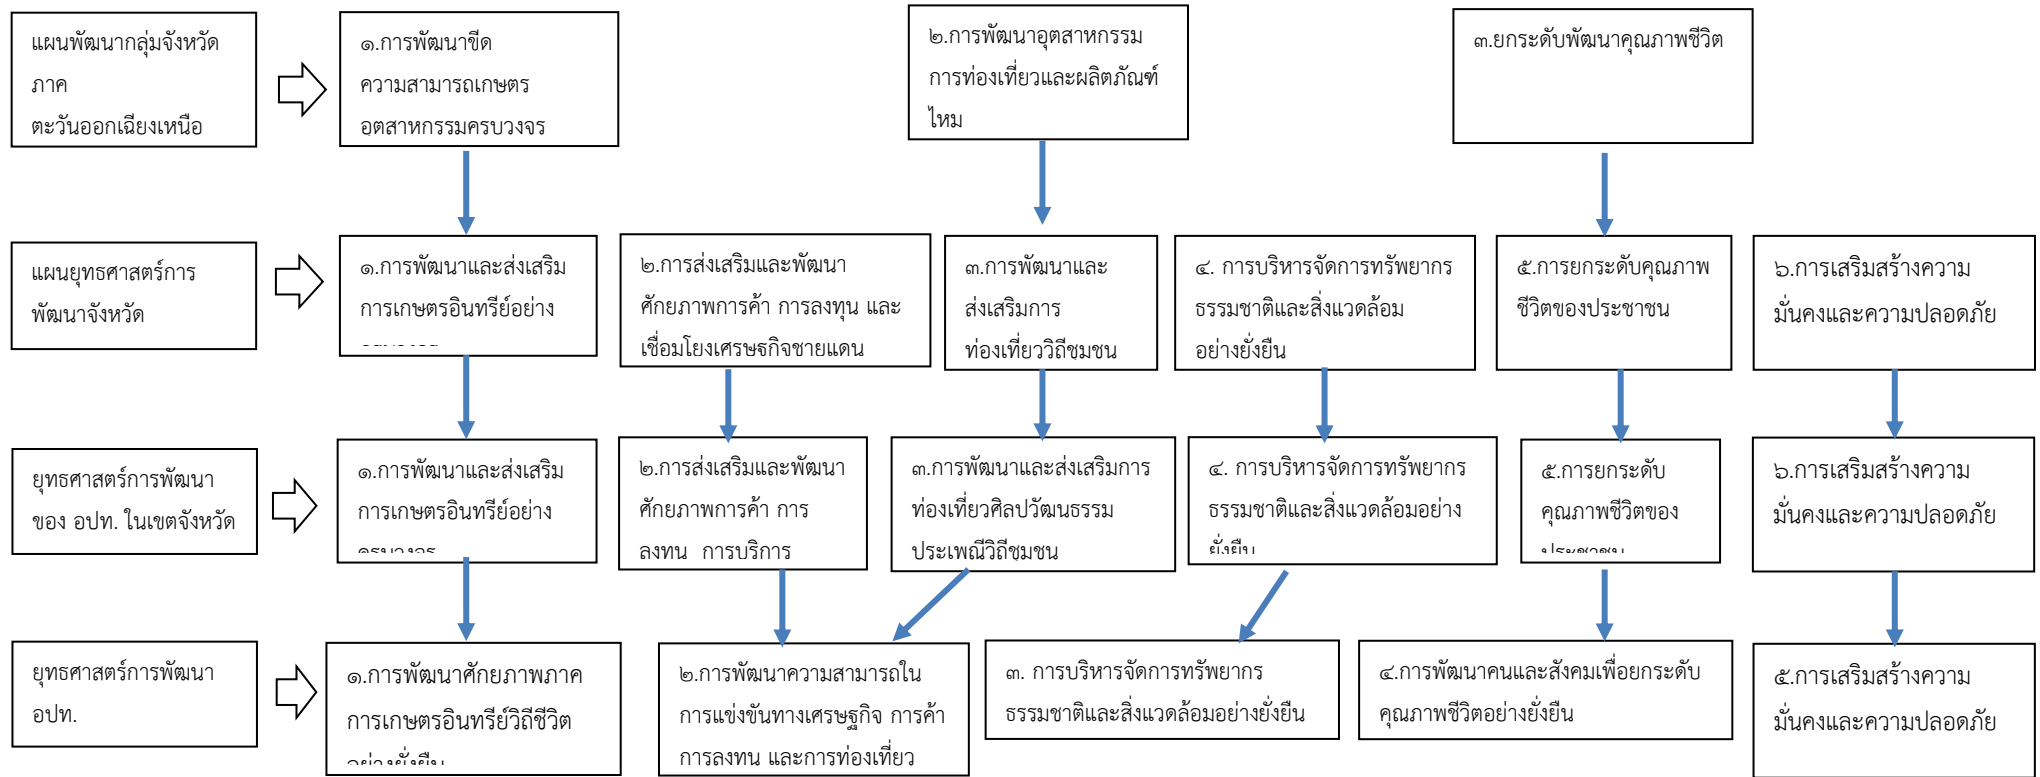 แผนพัฒนากลุ่มจังหวัด
ภาค
ตะวันออกเฉียงเหนือ
๑.การพัฒนาขีด
ความสามารถเกษตร
อตสาหกรรมครบวงจร
๒.การพัฒนาอุตสาหกรรม
การท่องเที่ยวและผลิตภัณฑ์
ไหม
๓.ยกระดับพัฒนาคุณภาพชีวิต
แผนยุทธศาสตร์การ
พัฒนาจังหวัด
๑.การพัฒนาและส่งเสริม
การเกษตรอินทรีย์อย่าง
๒.การส่งเสริมและพัฒนา
ศักยภาพการค้า การลงทุน และ
เชื่อมโยงเศรษฐกิจชายแดน
๓.การพัฒนาและ
ส่งเสริมการ
ท่องเที่ยววิถีชุมชน
๔. การบริหารจัดการทรัพยากร
ธรรมชาติและสิ่งแวดล้อม
อย่างยั่งยืน
๕.การยกระดับคุณภาพ
ชีวิตของประชาชน
๖.การเสริมสร้างความ
มั่นคงและความปลอดภัย
ยุทธศาสตร์การพัฒนา
ของ อปท. ในเขตจังหวัด
๑.การพัฒนาและส่งเสริม
การเกษตรอินทรีย์อย่าง
๒.การส่งเสริมและพัฒนา
ศักยภาพการค้า การ
ลงทุน การบริการ
๓.การพัฒนาและส่งเสริมการ
ท่องเที่ยวศิลปวัฒนธรรม
ประเพณีวิถีชุมชน
๔. การบริหารจัดการทรัพยากร
ธรรมชาติและสิ่งแวดล้อมอย่าง
ยั่งยืน
๕.การยกระดับ
คุณภาพชีวิตของ
๖.การเสริมสร้างความ
มั่นคงและความปลอดภัย
ยุทธศาสตร์การพัฒนา
อปท.
๑.การพัฒนาศักยภาพภาค
การเกษตรอินทรีย์วิถีชีวิต
๒.การพัฒนาความสามารถใน
การแข่งขันทางเศรษฐกิจ การค้า
การลงทุน และการท่องเที่ยว
๓. การบริหารจัดการทรัพยากร
ธรรมชาติและสิ่งแวดล้อมอย่างยั่งยืน
๔.การพัฒนาคนและสังคมเพื่อยกระดับ
คุณภาพชีวิตอย่างยั่งยืน
๕.การเสริมสร้างความ
มั่นคงและความปลอดภัย